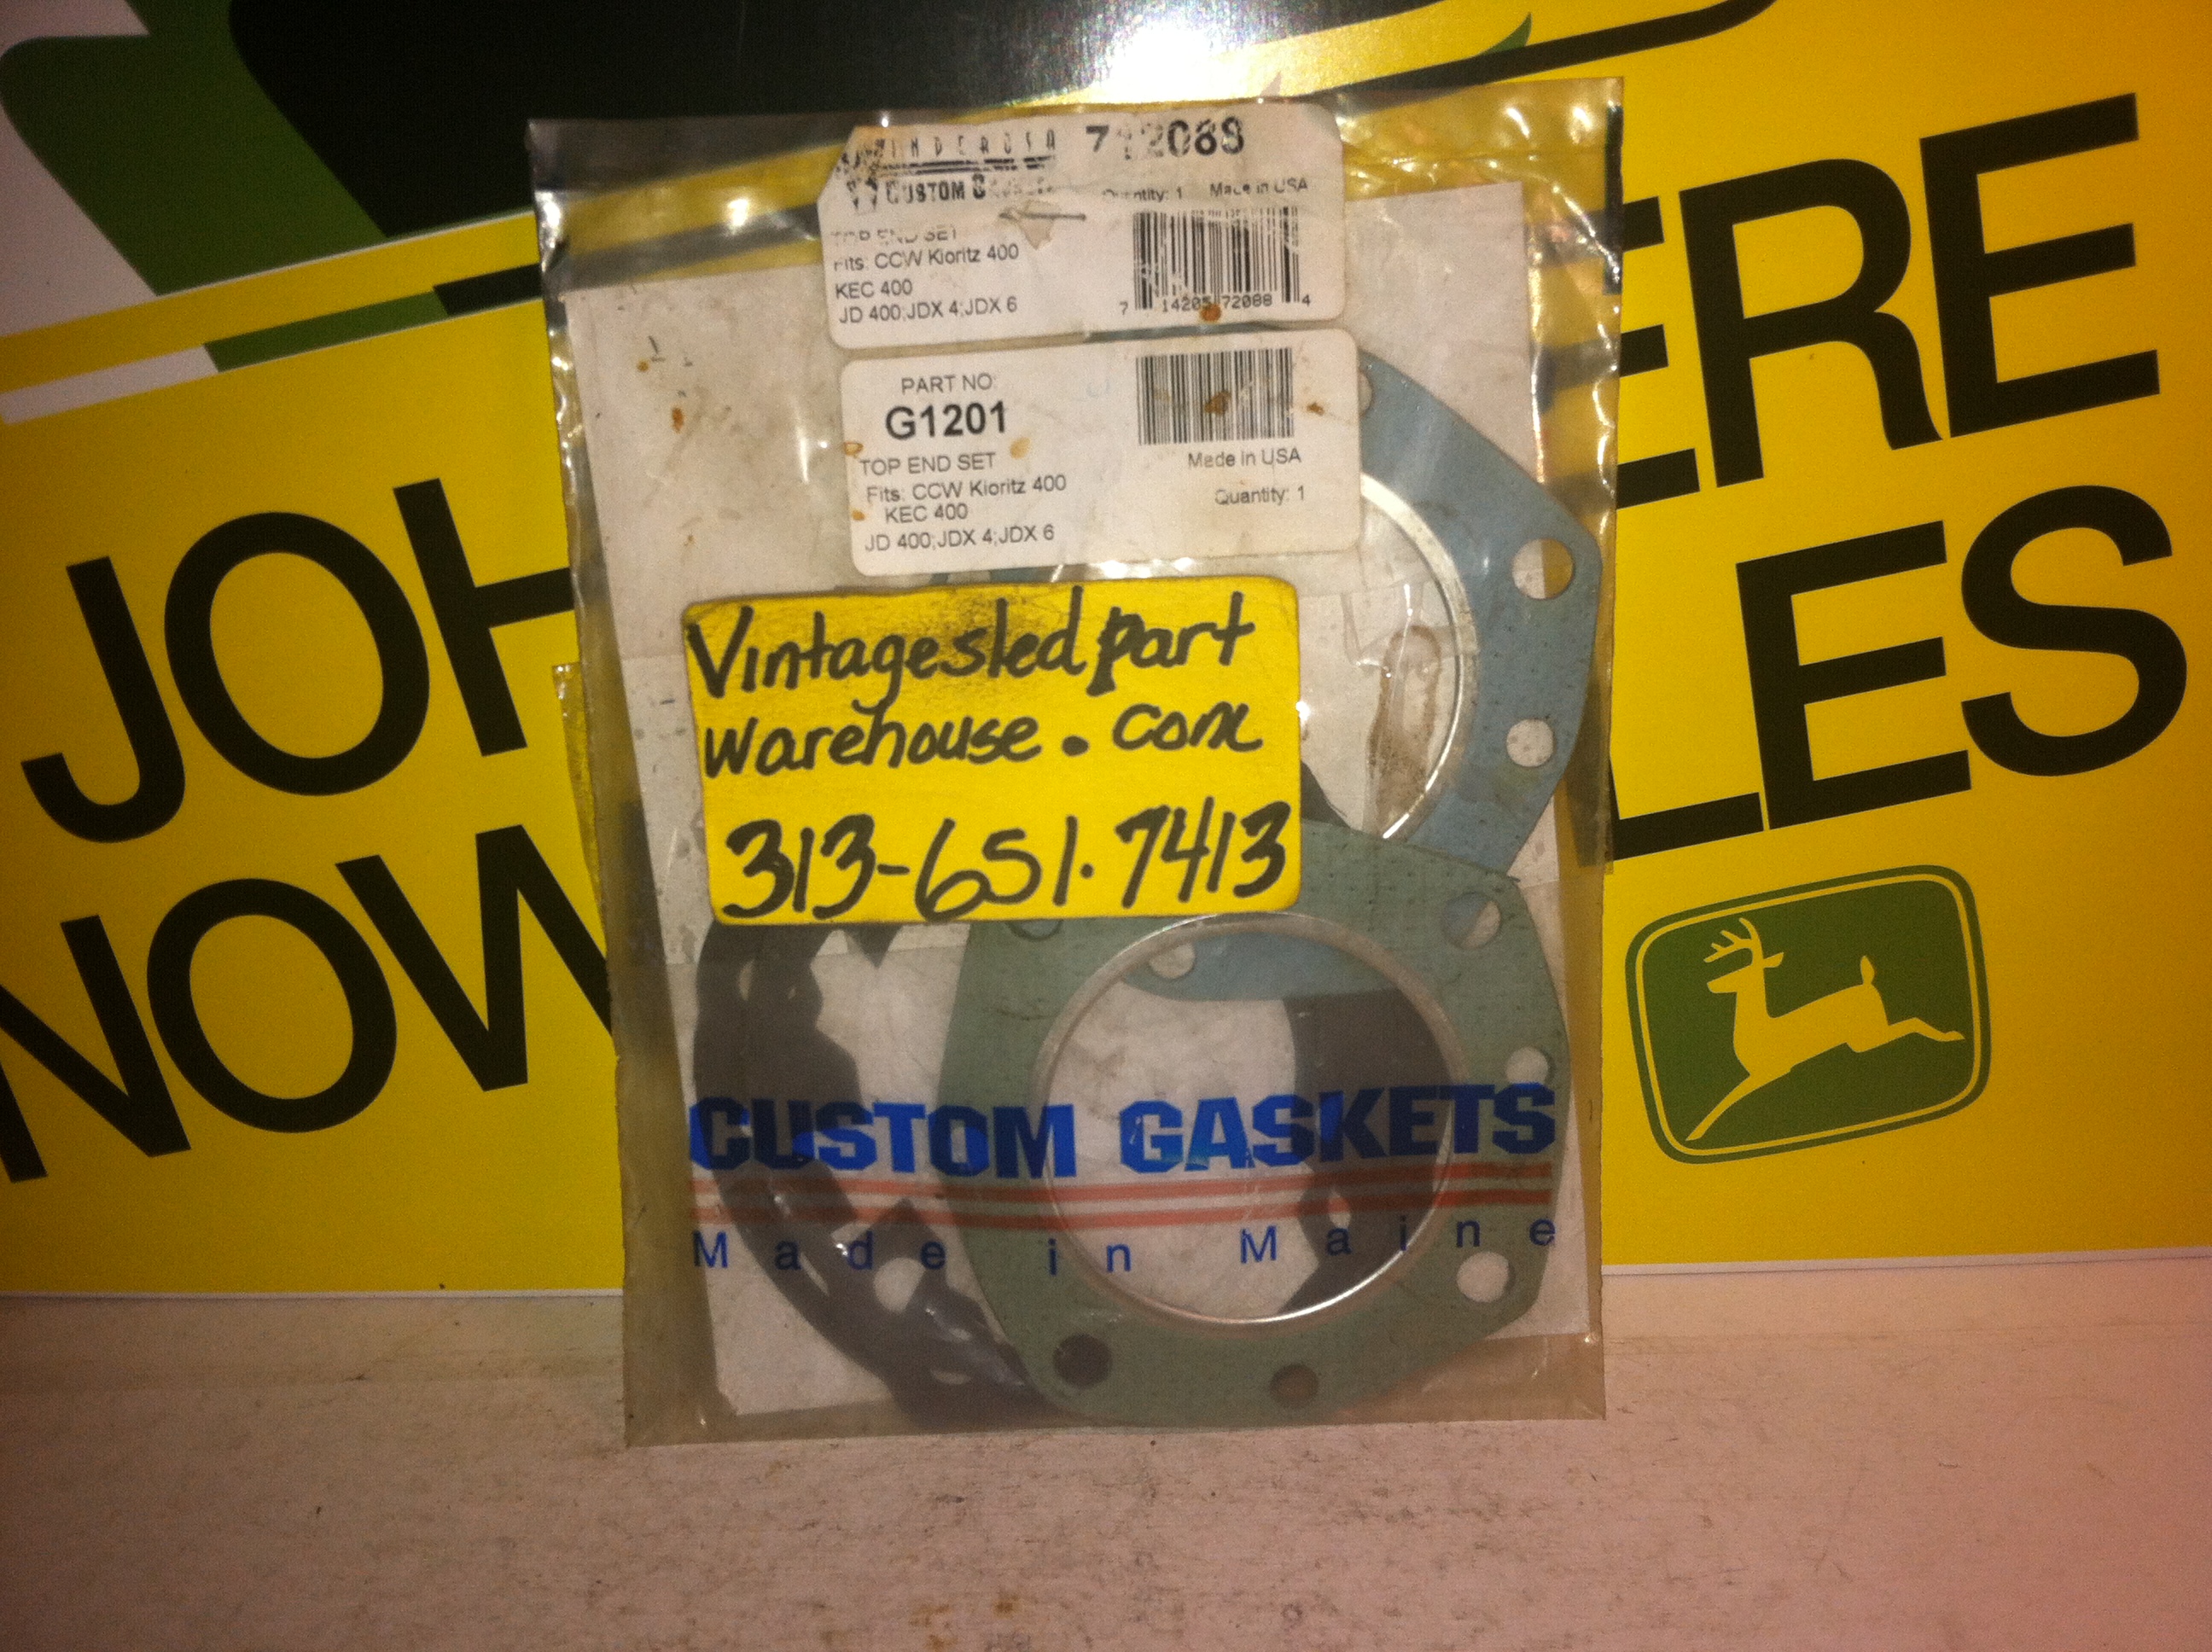 712088
CUSTOM
Quantity: 1 Made in USA
TOP END SET
Fits: CCW Kioritz 400
KEC 400
JD 400;JDX 4;JDX 6
7 14205 72088 4
PART NO:
G1201
TOP END SET
Made in USA
Fits: CCW Kioritz 400
Quantity: 1
KEC 400
JD 400;JDX 4;JDX 6
Vintagesledpart
warehouse.com
313-651-7413
CUSTOM GASKETS
Made in Maine
JOH
ERE
NOW
LES